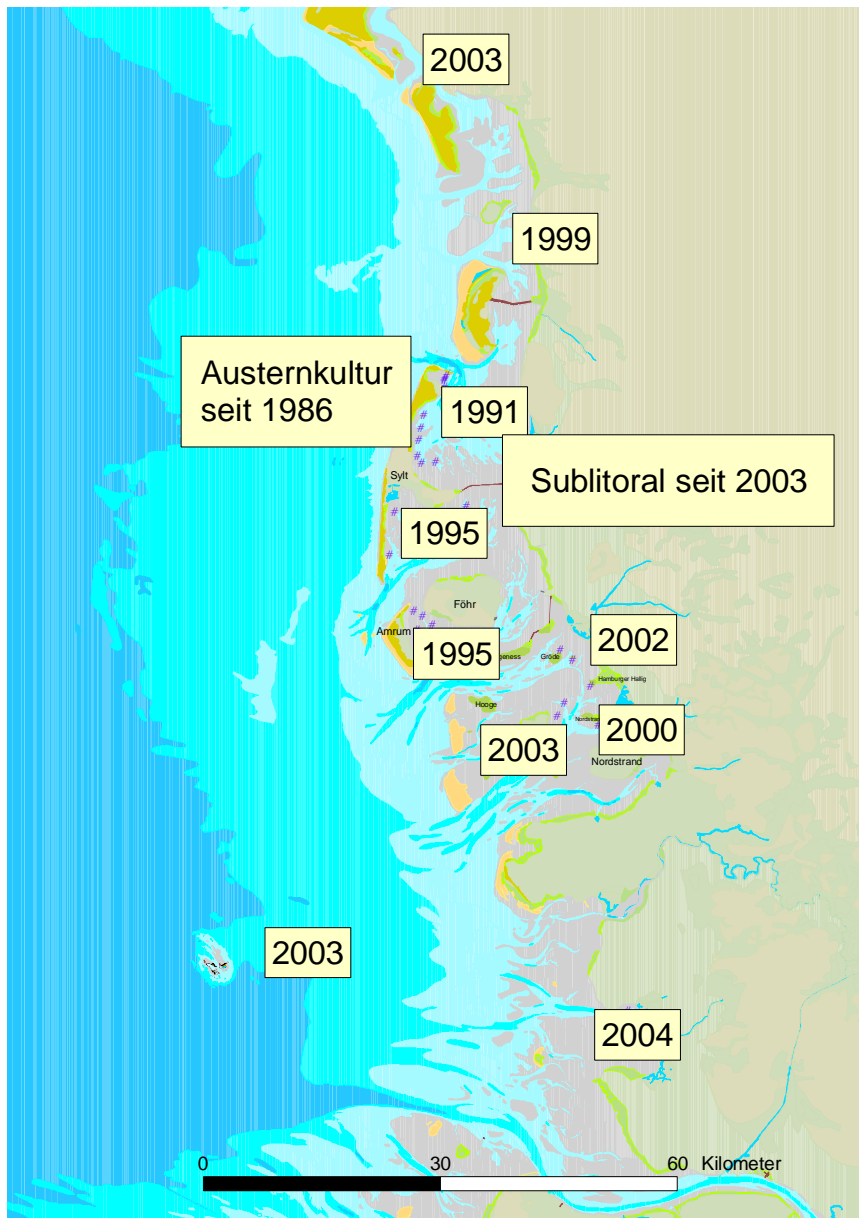 2003
1999
Austernkultur
seit 1986
1991
Sublitoral seit 2003
Sylt
1995
Föhr
Amrum
2002
1995
Gröde
Hamburger Hallig
Hooge
2000
2003
Nordstrand
2003
2004
0
30
60 Kilometer